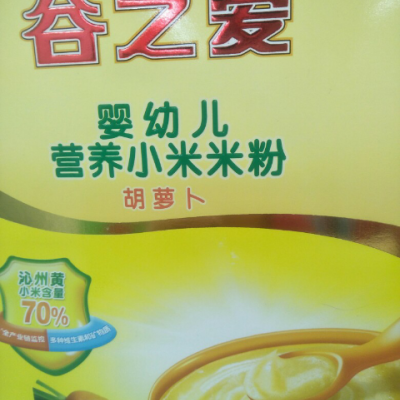 谷之爱
婴幼儿
营养小米米粉
胡萝卜
沁州黄
小米含量
70%